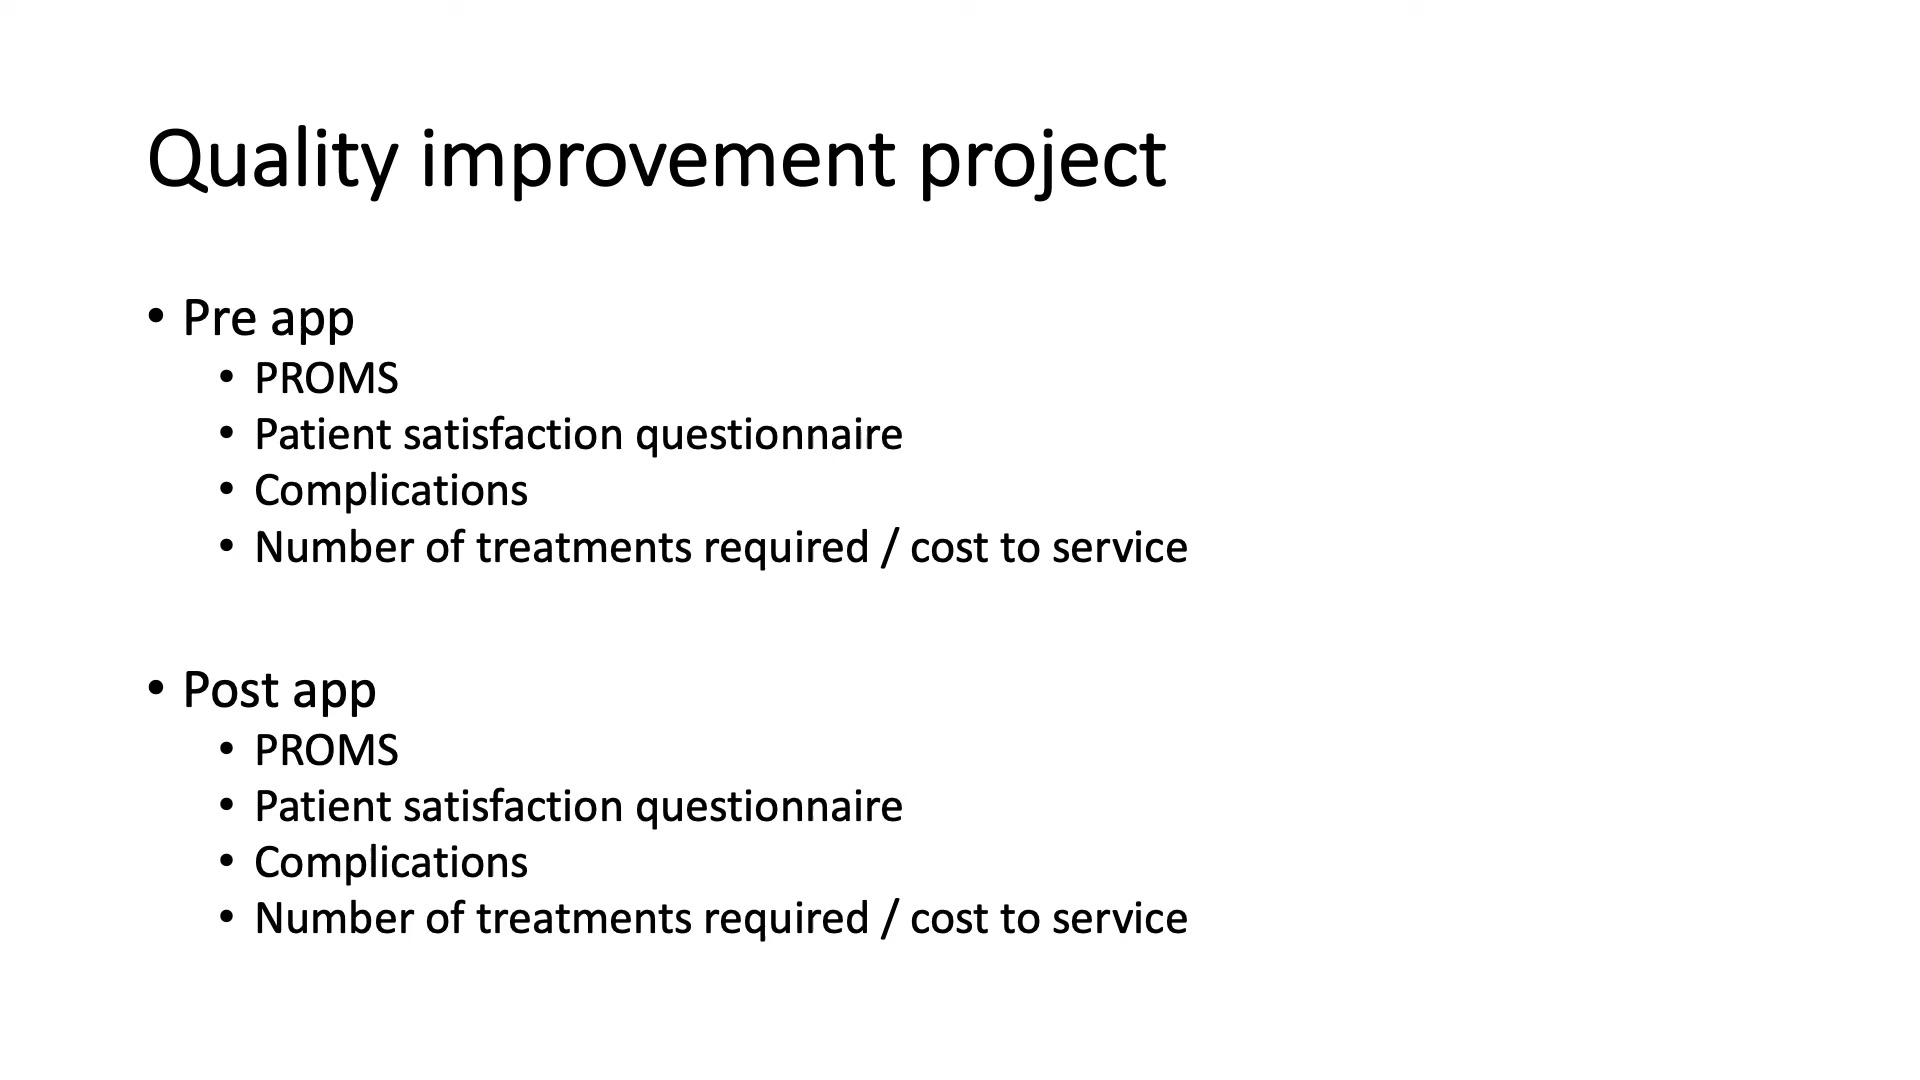 Quality improvement project
• Pre app
• PROMS
• Patient satisfaction questionnaire
• Complications
• Number of treatments required / cost to service
• Post app
• PROMS
• Patient satisfaction questionnaire
• Complications
• Number of treatments required / cost to service